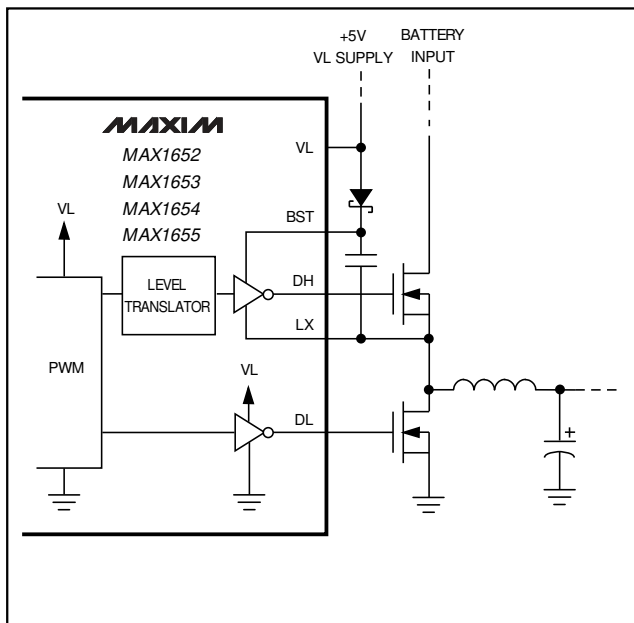 +5V
VL SUPPLY
BATTERY
INPUT
MAXIM
MAX1652
MAX1653
MAX1654
MAX1655
VL
BST
VL
LEVEL
TRANSLATOR
DH
LX
PWM
VL
DL
+